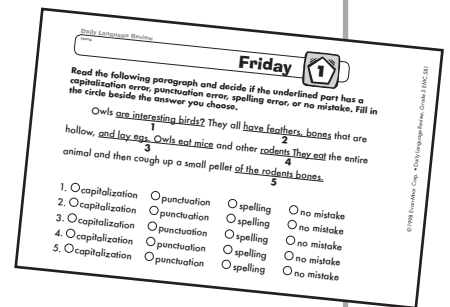 Daily Language Review
Name:
Friday 1
Read the following paragraph and decide if the underlined part has a
capitalization error, punctuation error, spelling error, or no mistake. Fill in
the circle beside the answer you choose.
Owls are interesting birds? They all have feathers, bones that are
1 2
hollow, and lay egs. Owls eat mice and other rodents They eat the entire
3 4
animal and then cough up a small pellet of the rodents bones.
5
1. capitalization punctuation spelling no mistake
2. capitalization punctuation spelling no mistake
3. capitalization punctuation spelling no mistake
4. capitalization punctuation spelling no mistake
5. capitalization punctuation spelling no mistake
©1998 Evan-Moor Corp. • Daily Language Review, Grade 3 EMC 581